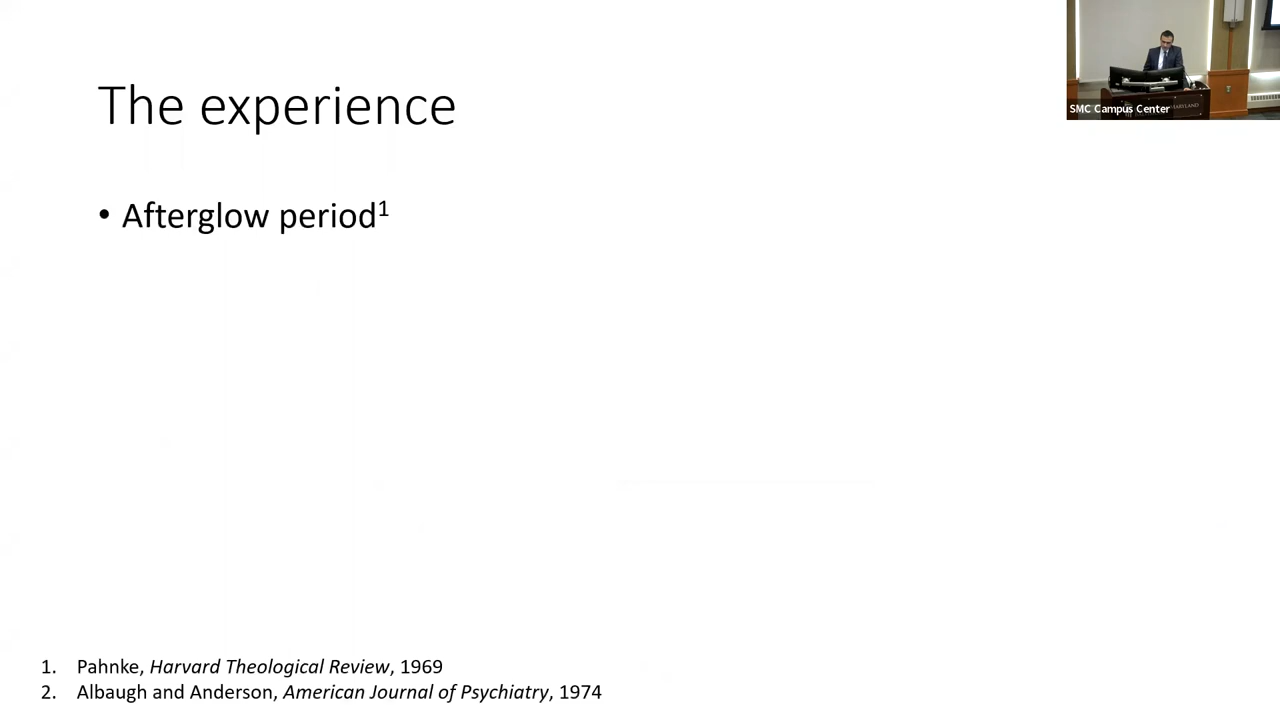 The experience
• Afterglow period¹
SMC Campus Center
MARYLAND
1. Pahnke, Harvard Theological Review, 1969
2. Albaugh and Anderson, American Journal of Psychiatry, 1974